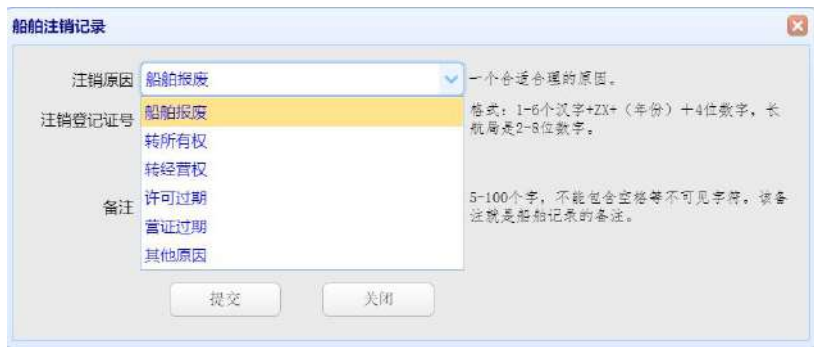 船舶注销记录
注销原因 船舶报废 一个合适合理的原因。
注销登记证号
船舶报废
转所有权
转经营权
许可过期
营证过期
其他原因
格式：1-6个汉字+ZX+（年份）+4位数字，长
航局是2-8位数字。
备注
5-100个字，不能包含空格等不可见字符。该备
注就是船舶记录的备注。
提交 关闭